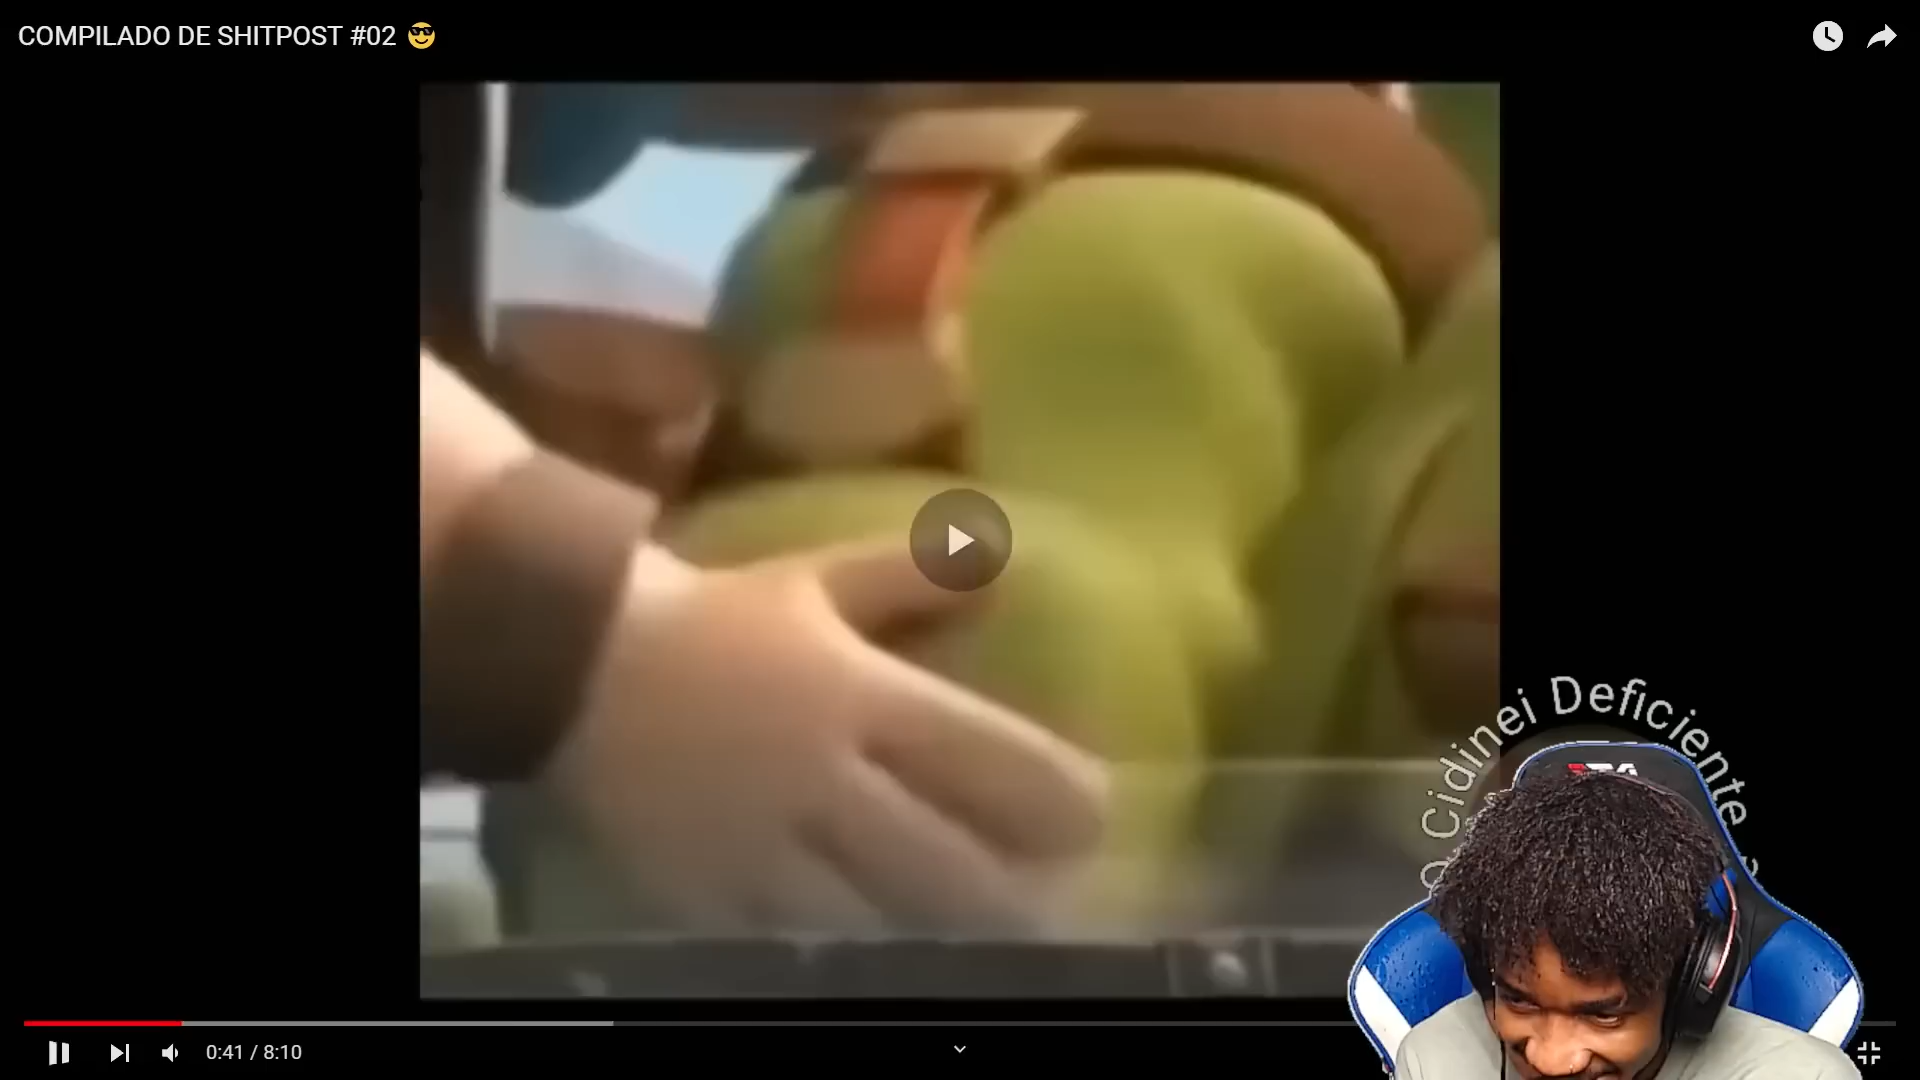 COMPILADO DE SHITPOST #02 😎
Cidinei Deficiente
0:41 / 8:10